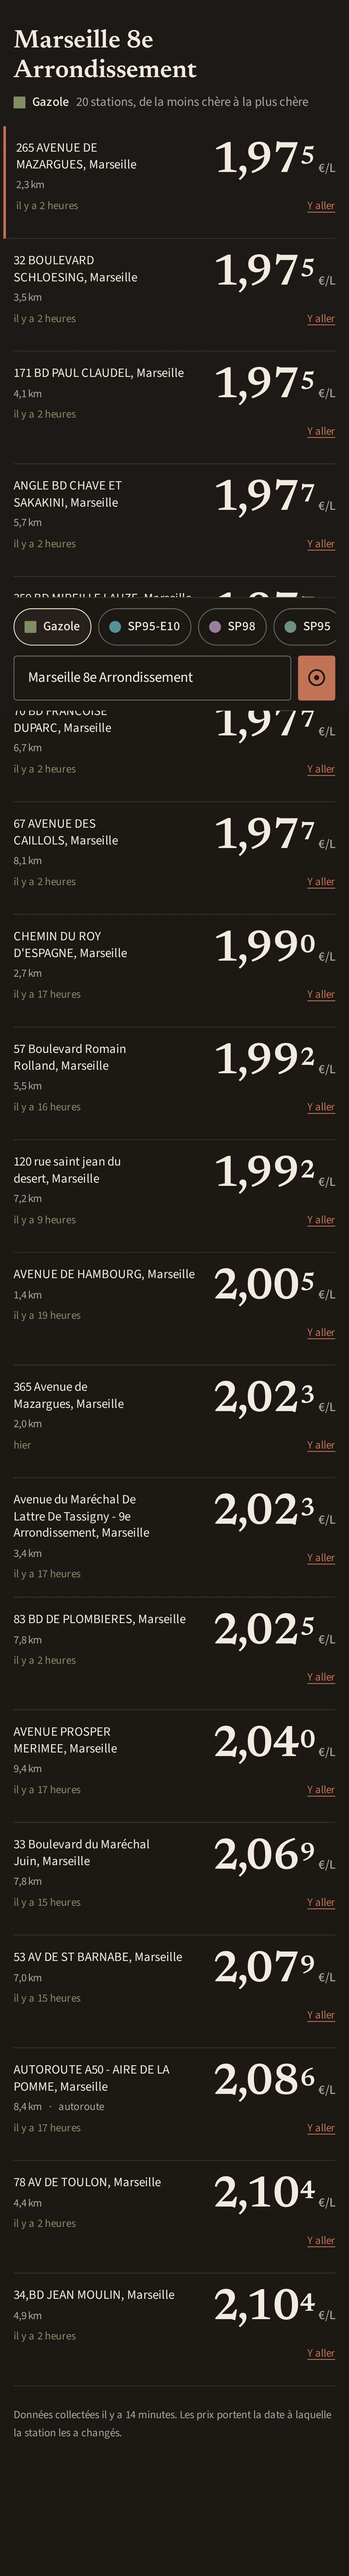 Marseille 8e
Arrondissement
Gazole 20 stations, de la moins chère à la plus chère
265 AVENUE DE
MAZARGUES, Marseille
2,3 km
il y a 2 heures
1,975 €/L
Y aller
32 BOULEVARD
SCHLOESING, Marseille
3,5 km
il y a 2 heures
1,975 €/L
Y aller
171 BD PAUL CLAUDEL, Marseille
4,1 km
il y a 2 heures
1,975 €/L
Y aller
ANGLE BD CHAVE ET
SAKAKINI, Marseille
5,7 km
il y a 2 heures
1,977 €/L
Y aller
359 BD MIREILLE LAUZE, Marseille
Gazole SP95-E10 SP98 SP95
Marseille 8e Arrondissement
70 BD FRANCOISE
DUPARC, Marseille
6,7 km
il y a 2 heures
1,977 €/L
Y aller
67 AVENUE DES
CAILLOLS, Marseille
8,1 km
il y a 2 heures
1,977 €/L
Y aller
CHEMIN DU ROY
D'ESPAGNE, Marseille
2,7 km
il y a 17 heures
1,990 €/L
Y aller
57 Boulevard Romain
Rolland, Marseille
5,5 km
il y a 16 heures
1,992 €/L
Y aller
120 rue saint jean du
desert, Marseille
7,2 km
il y a 9 heures
1,992 €/L
Y aller
AVENUE DE HAMBOURG, Marseille
1,4 km
il y a 19 heures
2,005 €/L
Y aller
365 Avenue de
Mazargues, Marseille
2,0 km
hier
2,023 €/L
Y aller
Avenue du Maréchal De
Lattre De Tassigny - 9e
Arrondissement, Marseille
3,4 km
il y a 17 heures
2,023 €/L
Y aller
83 BD DE PLOMBIERES, Marseille
7,8 km
il y a 2 heures
2,025 €/L
Y aller
AVENUE PROSPER
MERIMEE, Marseille
9,4 km
il y a 17 heures
2,040 €/L
Y aller
33 Boulevard du Maréchal
Juin, Marseille
7,8 km
il y a 15 heures
2,069 €/L
Y aller
53 AV DE ST BARNABE, Marseille
7,0 km
il y a 15 heures
2,079 €/L
Y aller
AUTOROUTE A50 - AIRE DE LA
POMME, Marseille
8,4 km · autoroute
il y a 17 heures
2,086 €/L
Y aller
78 AV DE TOULON, Marseille
4,4 km
il y a 2 heures
2,104 €/L
Y aller
34,BD JEAN MOULIN, Marseille
4,9 km
il y a 2 heures
2,104 €/L
Y aller
Données collectées il y a 14 minutes. Les prix portent la date à laquelle
la station les a changés.